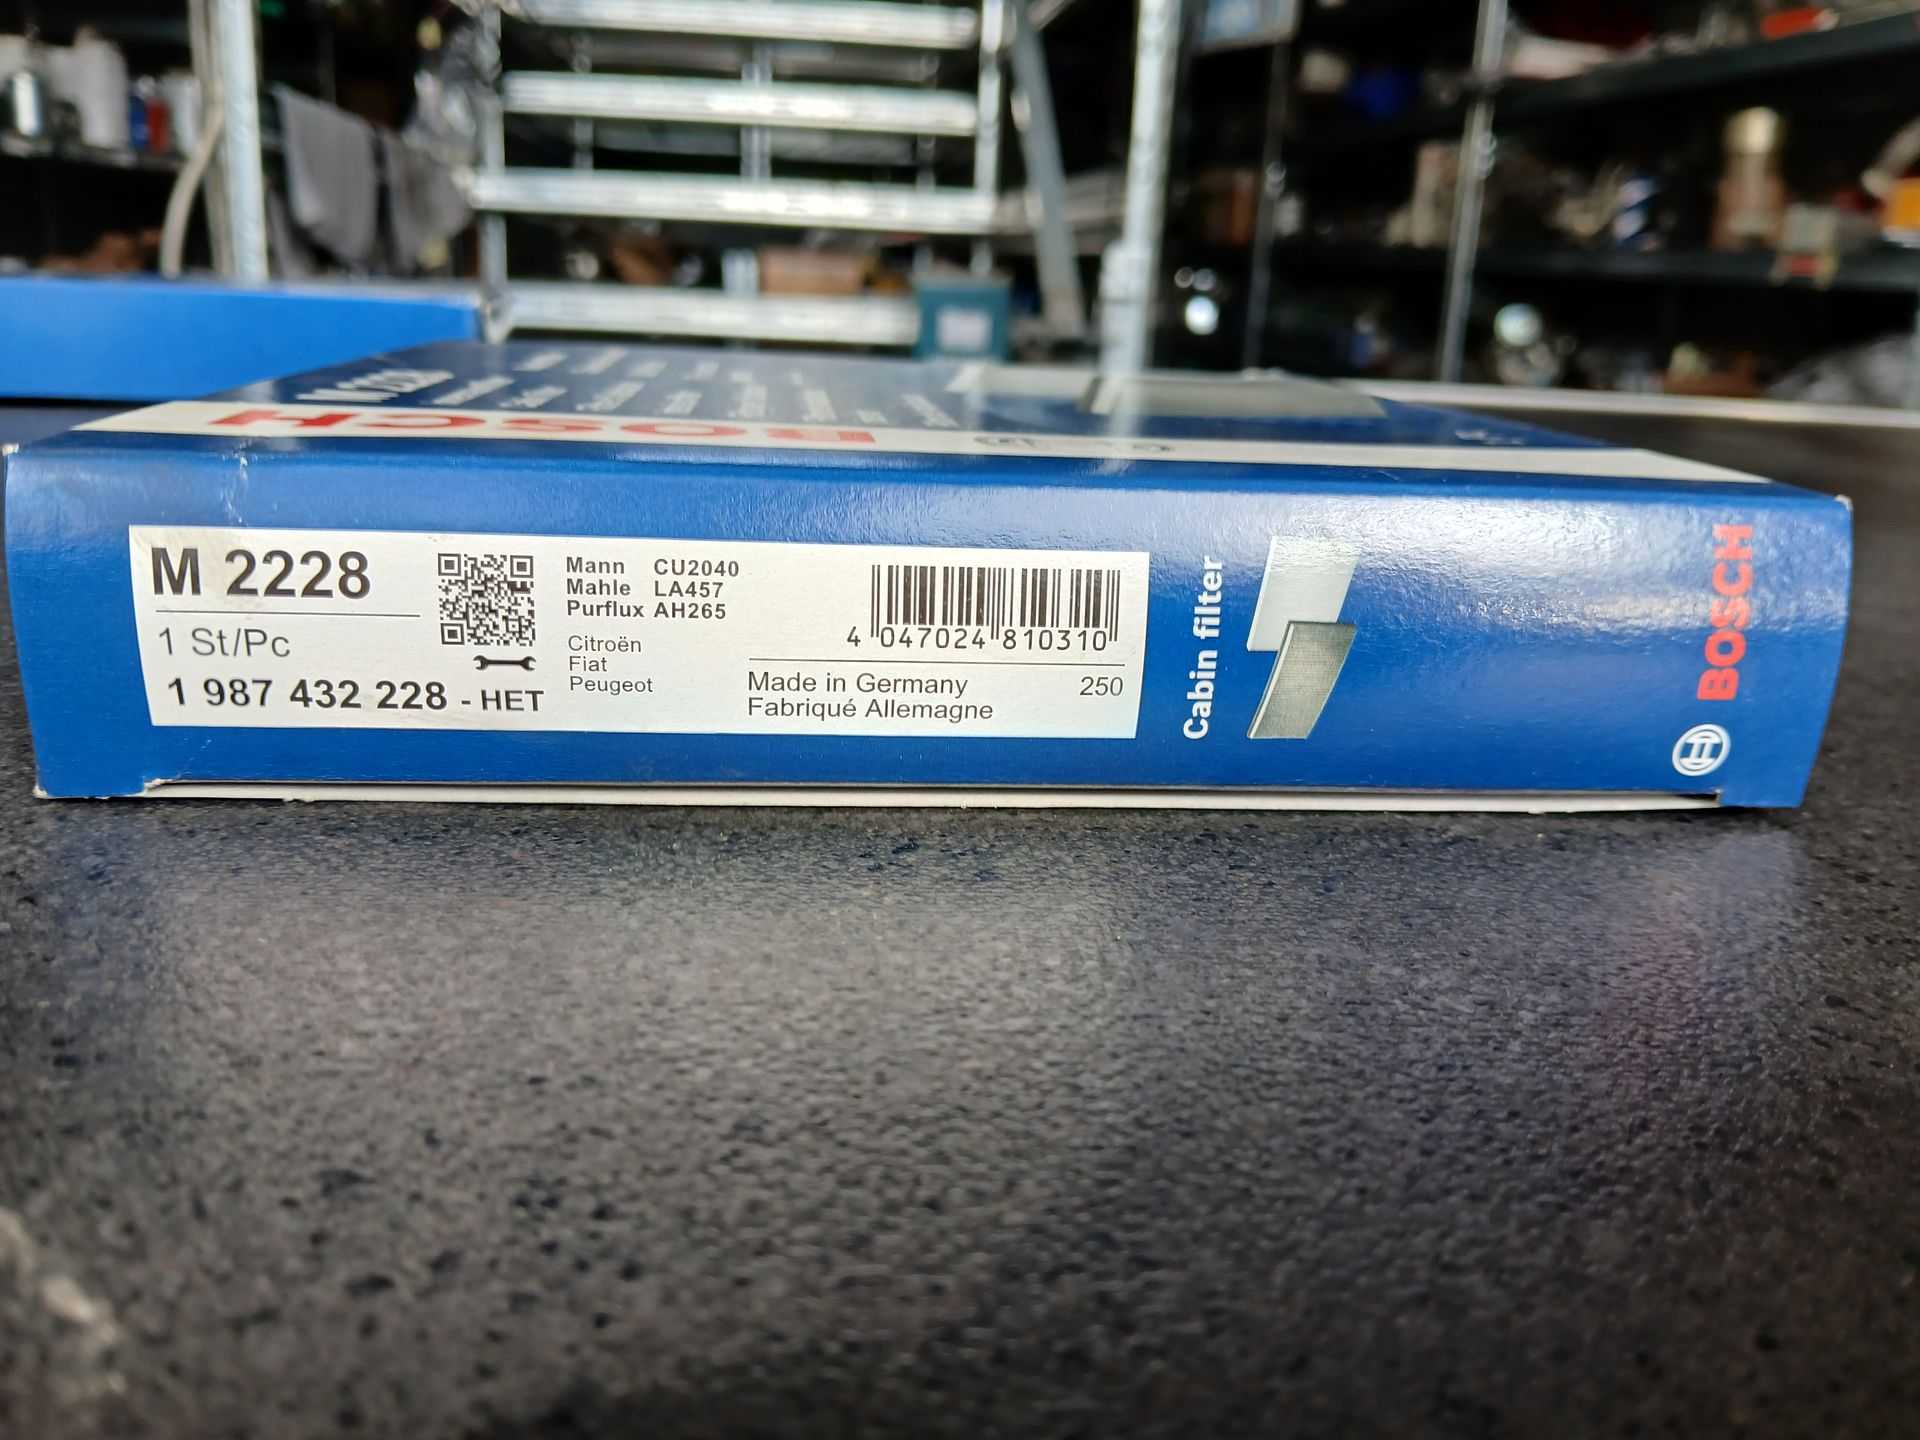 M 2228
BOSCH
M 2228
1 St/Pc
1 987 432 228 - HET
Mann CU2040
Mahle LA457
Purflux AH265
Citroën
Fiat
Peugeot
4 047024 810310
Made in Germany 250
Fabriqué Allemagne
Cabin filter
BOSCH